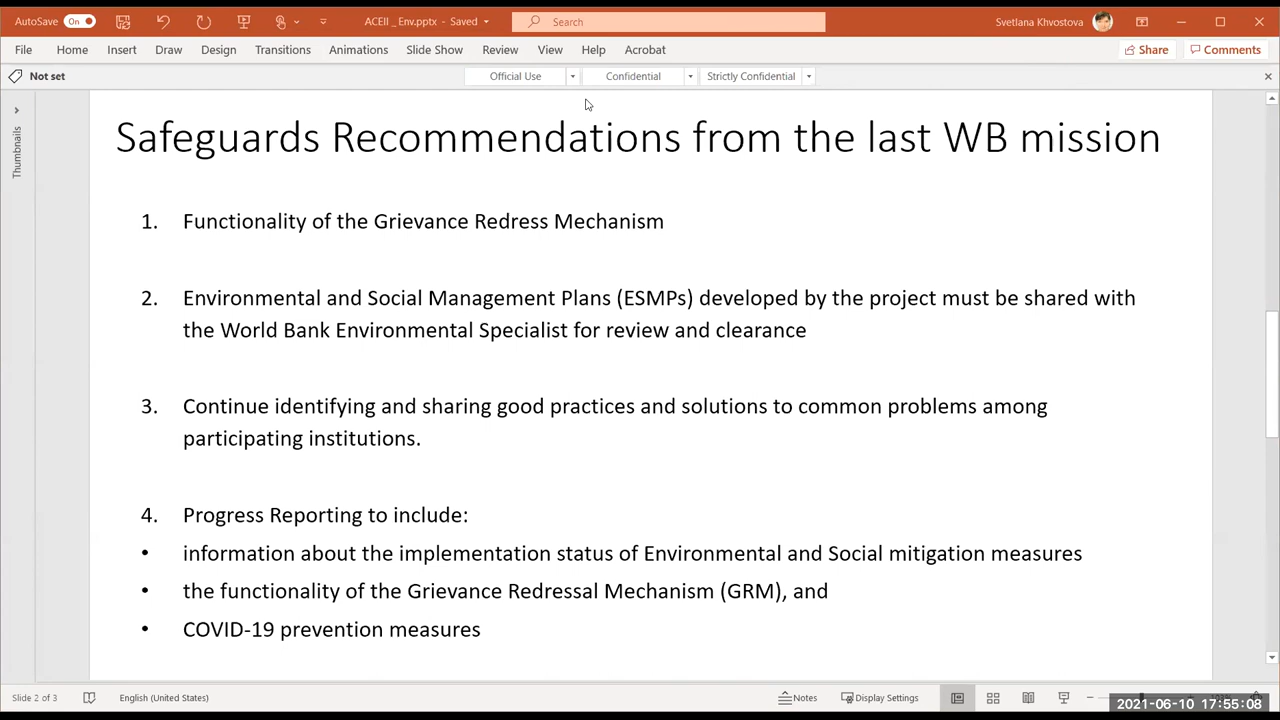 AutoSave On ACEII _ Env.pptx - Saved Search Svetlana Khvostova
File Home Insert Draw Design Transitions Animations Slide Show Review View Help Acrobat Share Comments
Not set Official Use Confidential Strictly Confidential
Thumbnails
Safeguards Recommendations from the last WB mission
1. Functionality of the Grievance Redress Mechanism
2. Environmental and Social Management Plans (ESMPs) developed by the project must be shared with
the World Bank Environmental Specialist for review and clearance
3. Continue identifying and sharing good practices and solutions to common problems among
participating institutions.
4. Progress Reporting to include:
• information about the implementation status of Environmental and Social mitigation measures
• the functionality of the Grievance Redressal Mechanism (GRM), and
• COVID-19 prevention measures
Slide 2 of 3 English (United States) Notes Display Settings
2021-06-10 17:55:08